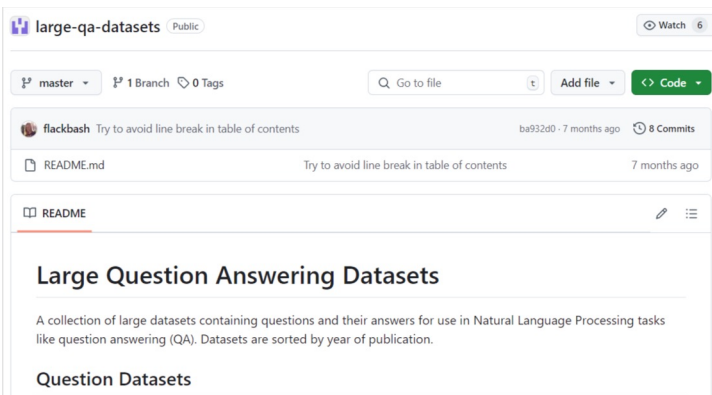 large-qa-datasets Public Watch 6
master 1 Branch 0 Tags Go to file t Add file Code
flackbash Try to avoid line break in table of contents ba932d0 · 7 months ago 8 Commits
README.md Try to avoid line break in table of contents 7 months ago
README
Large Question Answering Datasets
A collection of large datasets containing questions and their answers for use in Natural Language Processing tasks
like question answering (QA). Datasets are sorted by year of publication.
Question Datasets